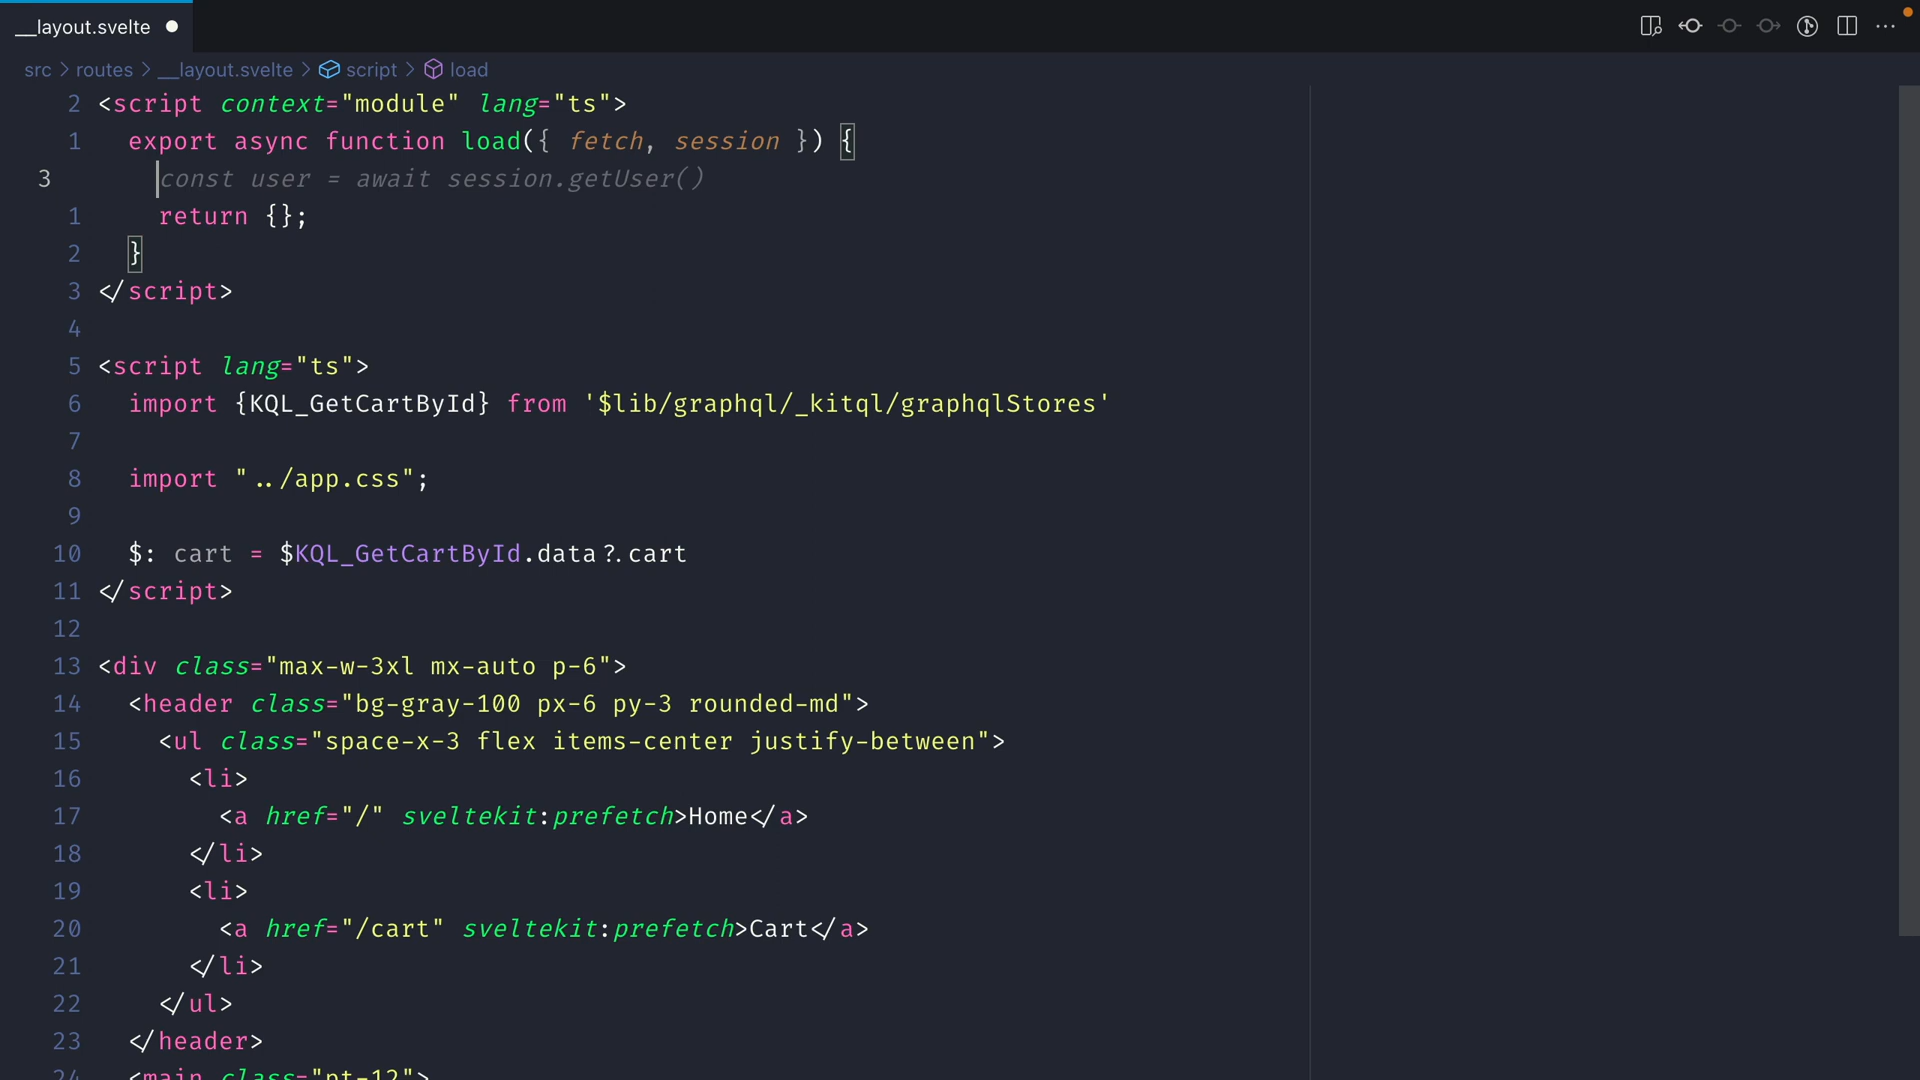 __layout.svelte
src > routes > __layout.svelte > script > load
2 <script context="module" lang="ts">
1 export async function load({ fetch, session }) {
3 const user = await session.getUser()
1 return {};
2 }
3 </script>
4
5 <script lang="ts">
6 import {KQL_GetCartById} from '$lib/graphql/_kitql/graphqlStores'
7
8 import "../app.css";
9
10 $: cart = $KQL_GetCartById.data?.cart
11 </script>
12
13 <div class="max-w-3xl mx-auto p-6">
14 <header class="bg-gray-100 px-6 py-3 rounded-md">
15 <ul class="space-x-3 flex items-center justify-between">
16 <li>
17 <a href="/" sveltekit:prefetch>Home</a>
18 </li>
19 <li>
20 <a href="/cart" sveltekit:prefetch>Cart</a>
21 </li>
22 </ul>
23 </header>
24 <main class="pt-12">